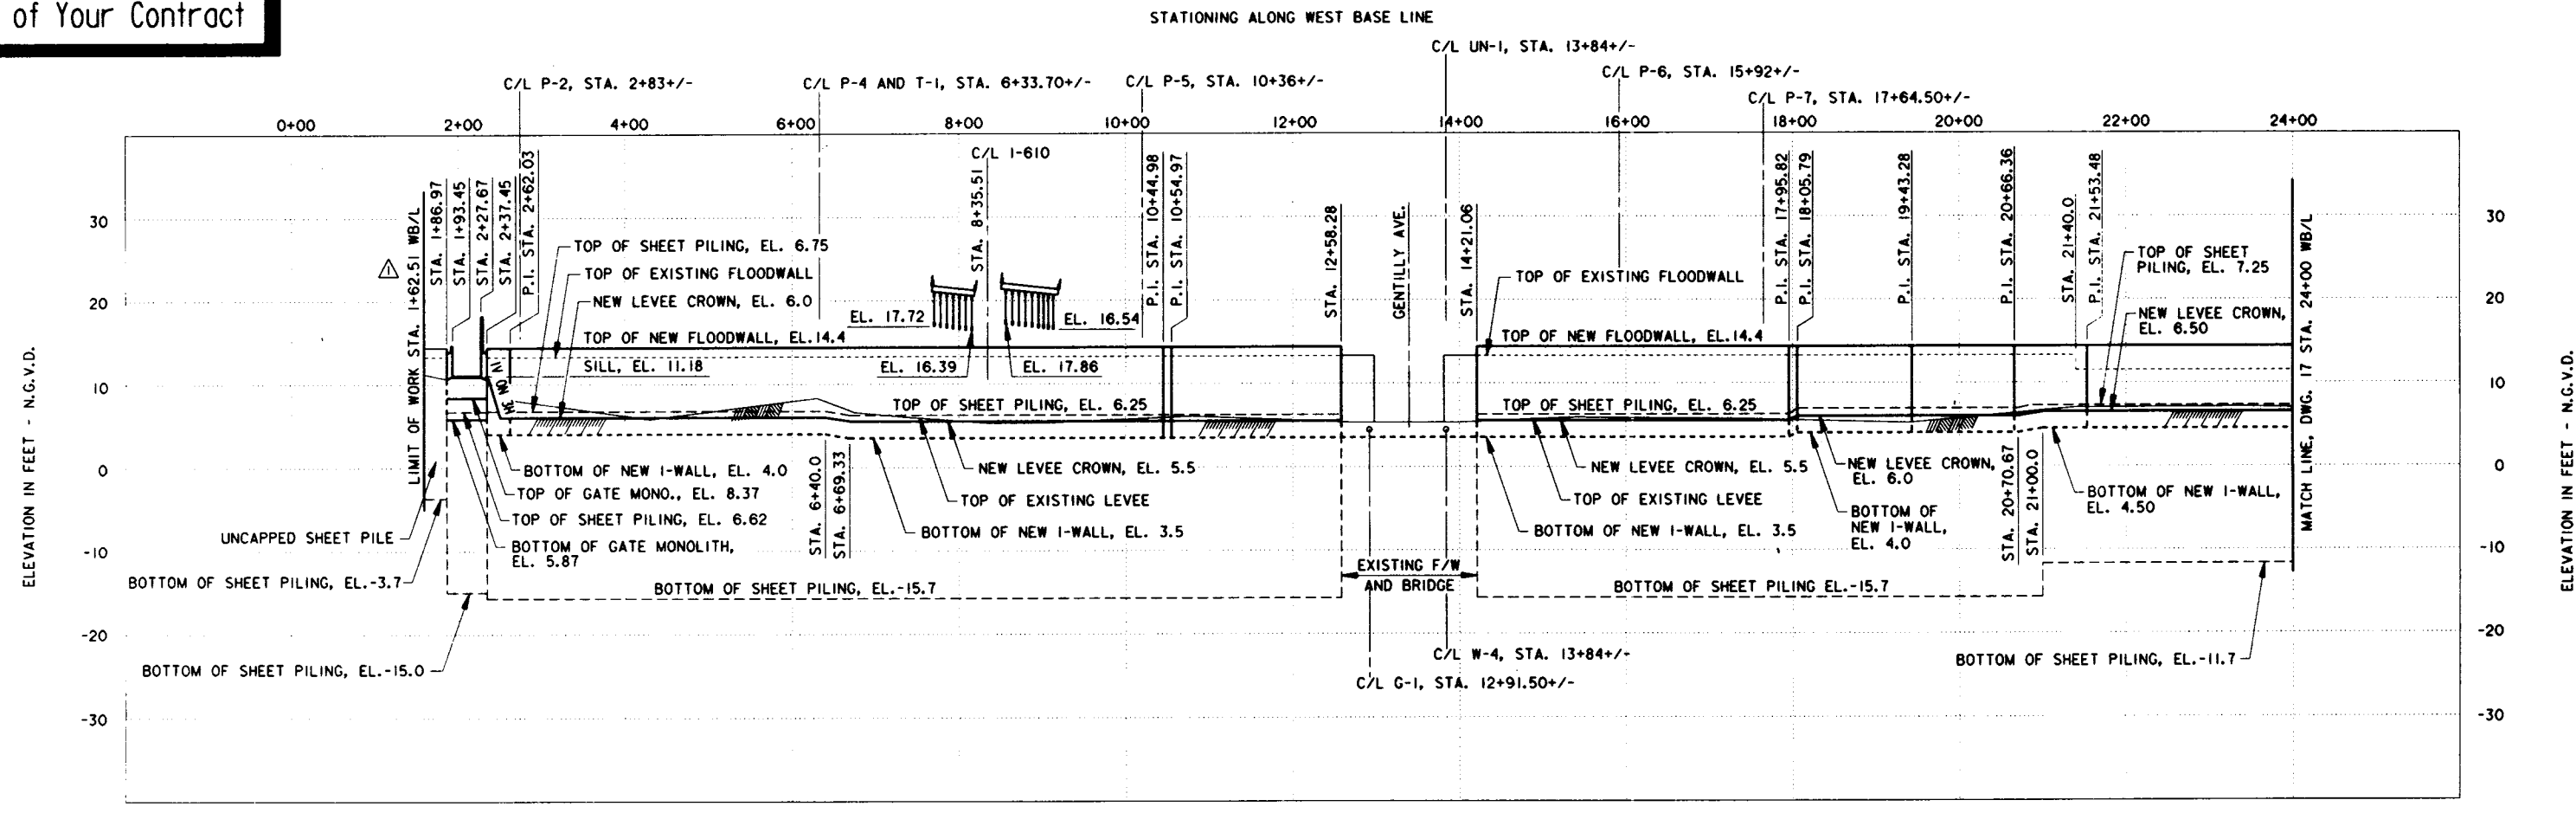 of Your Contract
STATIONING ALONG WEST BASE LINE
C/L UN-1, STA. 13+84+/-
C/L P-2, STA. 2+83+/-
C/L P-4 AND T-1, STA. 6+33.70+/-
C/L P-5, STA. 10+36+/-
C/L P-6, STA. 15+92+/-
C/L P-7, STA. 17+64.50+/-
0+00 2+00 4+00 6+00 8+00 10+00 12+00 14+00 16+00 18+00 20+00 22+00 24+00
ELEVATION IN FEET - N.G.V.D.
30
20
10
0
-10
-20
-30
1
LIMIT OF WORK STA. 1+62.51 WB/L
STA. 1+86.97
STA. 1+93.45
STA. 2+27.67
STA. 2+37.45
P.I. STA. 2+62.03
TOP OF SHEET PILING, EL. 6.75
TOP OF EXISTING FLOODWALL
NEW LEVEE CROWN, EL. 6.0
TOP OF NEW FLOODWALL, EL.14.4
SILL, EL. 11.18
BOTTOM OF NEW I-WALL, EL. 4.0
TOP OF GATE MONO., EL. 8.37
TOP OF SHEET PILING, EL. 6.62
BOTTOM OF GATE MONOLITH,
EL. 5.87
UNCAPPED SHEET PILE
BOTTOM OF SHEET PILING, EL.-3.7
BOTTOM OF SHEET PILING, EL.-15.0
BOTTOM OF SHEET PILING, EL.-15.7
STA. 6+40.0
STA. 6+69.33
C/L I-610
STA. 8+35.51
EL. 17.72
EL. 16.54
EL. 16.39
EL. 17.86
TOP OF SHEET PILING, EL. 6.25
NEW LEVEE CROWN, EL. 5.5
TOP OF EXISTING LEVEE
BOTTOM OF NEW I-WALL, EL. 3.5
P.I. STA. 10+44.98
P.I. STA. 10+54.97
STA. 12+58.28
GENTILLY AVE.
STA. 14+21.06
EXISTING F/W
AND BRIDGE
C/L W-4, STA. 13+84+/-
C/L G-1, STA. 12+91.50+/-
TOP OF EXISTING FLOODWALL
TOP OF NEW FLOODWALL, EL.14.4
TOP OF SHEET PILING, EL. 6.25
NEW LEVEE CROWN, EL. 5.5
TOP OF EXISTING LEVEE
BOTTOM OF NEW I-WALL, EL. 3.5
BOTTOM OF SHEET PILING EL.-15.7
P.I. STA. 17+95.82
P.I. STA. 18+05.79
P.I. STA. 19+43.28
P.I. STA. 20+66.36
STA. 21+40.0
P.I. STA. 21+53.48
NEW LEVEE CROWN,
EL. 6.0
BOTTOM OF
NEW I-WALL,
EL. 4.0
STA. 20+70.67
STA. 21+00.0
TOP OF SHEET
PILING, EL. 7.25
NEW LEVEE CROWN,
EL. 6.50
BOTTOM OF NEW I-WALL,
EL. 4.50
BOTTOM OF SHEET PILING, EL.-11.7
MATCH LINE, DWG. 17 STA. 24+00 WB/L
30
20
10
0
-10
-20
-30
ELEVATION IN FEET - N.G.V.D.